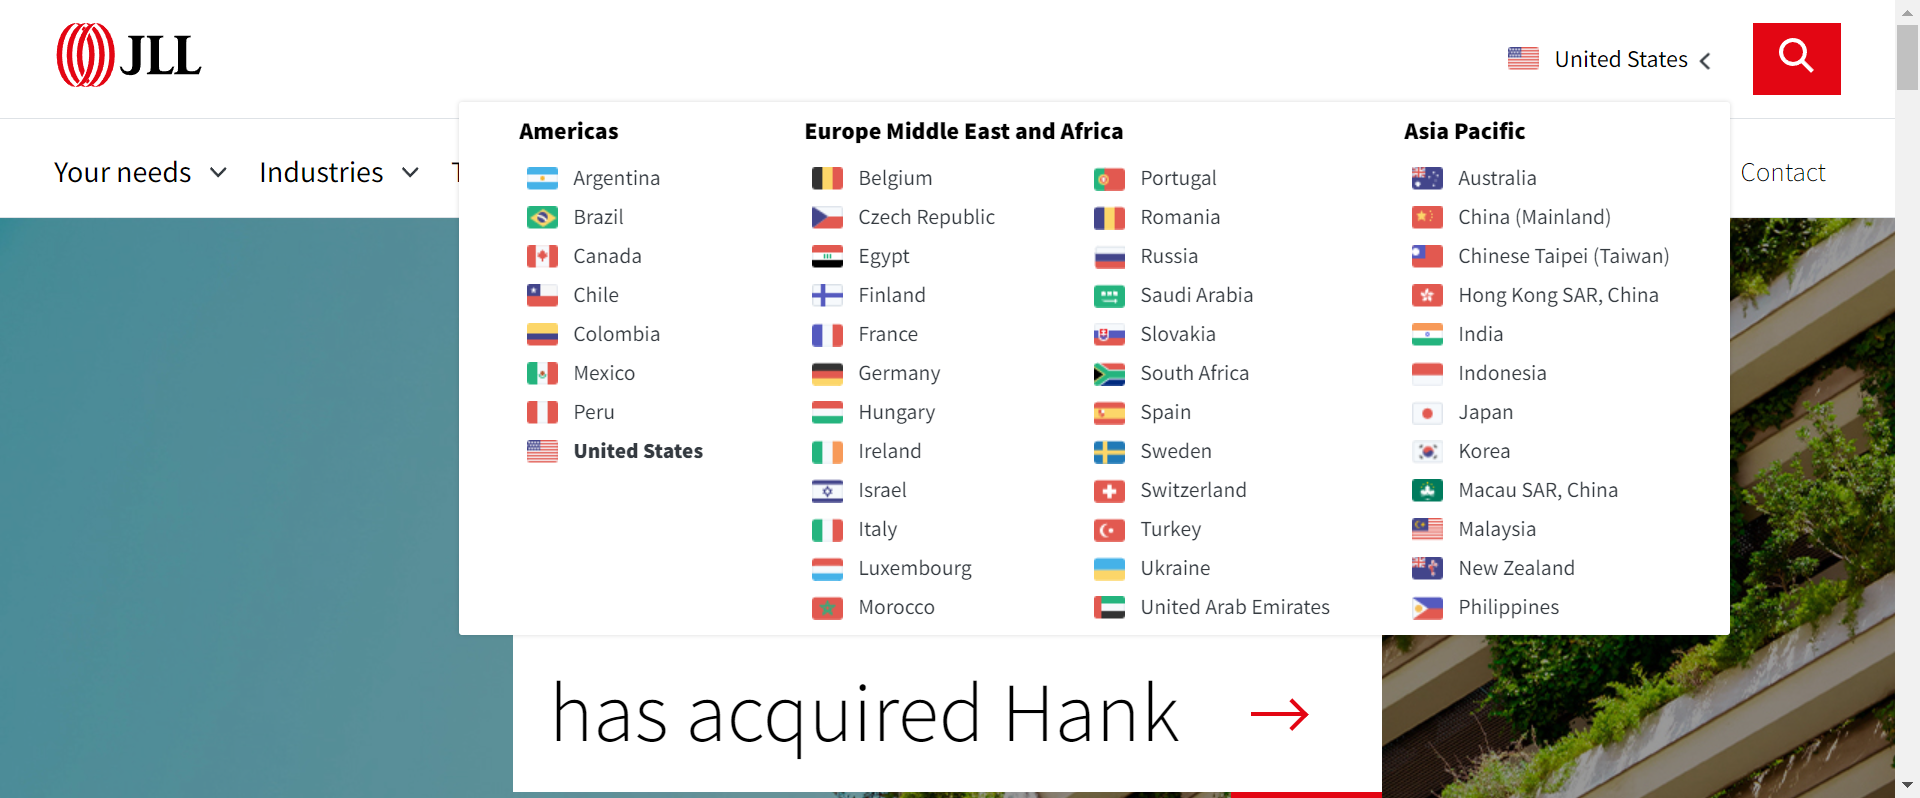 JLL
United States
Your needs
Industries
Contact
Americas
Argentina
Brazil
Canada
Chile
Colombia
Mexico
Peru
United States
Europe Middle East and Africa
Belgium
Czech Republic
Egypt
Finland
France
Germany
Hungary
Ireland
Israel
Italy
Luxembourg
Morocco
Portugal
Romania
Russia
Saudi Arabia
Slovakia
South Africa
Spain
Sweden
Switzerland
Turkey
Ukraine
United Arab Emirates
Asia Pacific
Australia
China (Mainland)
Chinese Taipei (Taiwan)
Hong Kong SAR, China
India
Indonesia
Japan
Korea
Macau SAR, China
Malaysia
New Zealand
Philippines
has acquired Hank